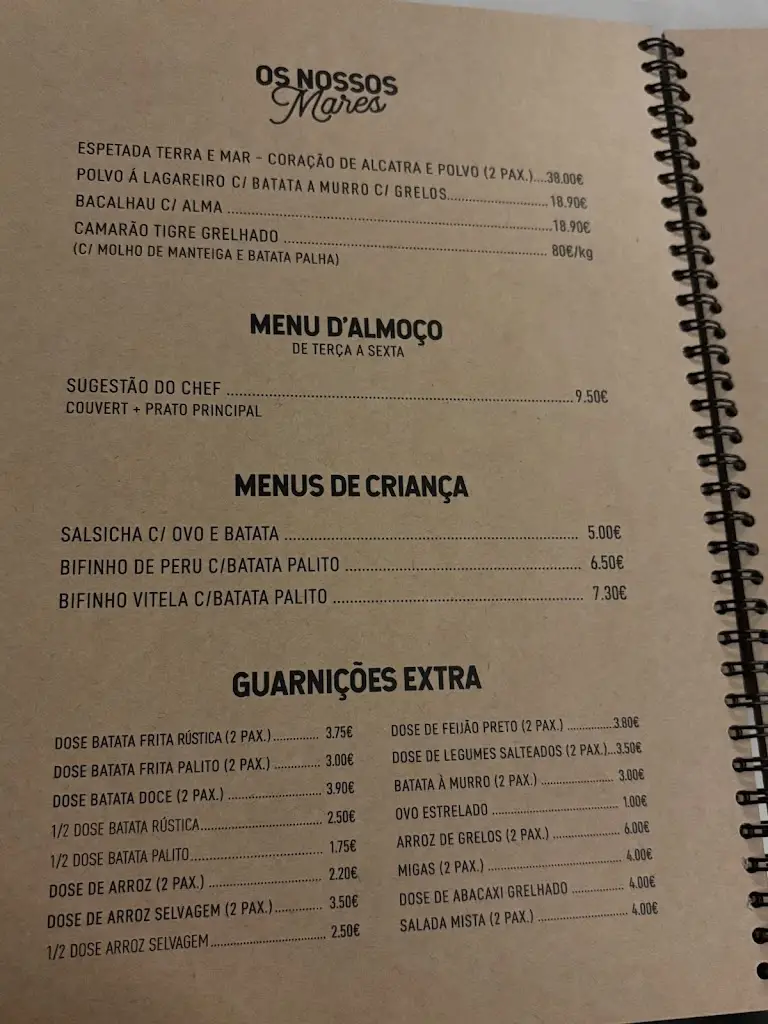 OS NOSSOS
Mares
ESPETADA TERRA E MAR - CORAÇÃO DE ALCATRA E POLVO (2 PAX.)...38.00€
POLVO Á LAGAREIRO C/ BATATA A MURRO C/ GRELOS...18.90€
BACALHAU C/ ALMA...18.90€
CAMARÃO TIGRE GRELHADO...80€/kg
(C/ MOLHO DE MANTEIGA E BATATA PALHA)
MENU D'ALMOÇO
DE TERÇA A SEXTA
SUGESTÃO DO CHEF...9.50€
COUVERT + PRATO PRINCIPAL
MENUS DE CRIANÇA
SALSICHA C/ OVO E BATATA...5.00€
BIFINHO DE PERU C/BATATA PALITO...6.50€
BIFINHO VITELA C/BATATA PALITO...7.30€
GUARNIÇÕES EXTRA
DOSE BATATA FRITA RÚSTICA (2 PAX.)...3.75€
DOSE BATATA FRITA PALITO (2 PAX.)...3.00€
DOSE BATATA DOCE (2 PAX.)...3.90€
1/2 DOSE BATATA RÚSTICA...2.50€
1/2 DOSE BATATA PALITO...1.75€
DOSE DE ARROZ (2 PAX.)...2.20€
DOSE DE ARROZ SELVAGEM (2 PAX.)...3.50€
1/2 DOSE ARROZ SELVAGEM...2.50€
DOSE DE FEIJÃO PRETO (2 PAX.)...3.80€
DOSE DE LEGUMES SALTEADOS (2 PAX.)...3.50€
BATATA À MURRO (2 PAX.)...3.00€
OVO ESTRELADO...1.00€
ARROZ DE GRELOS (2 PAX.)...6.00€
MIGAS (2 PAX.)...4.00€
DOSE DE ABACAXI GRELHADO...4.00€
SALADA MISTA (2 PAX.)...4.00€